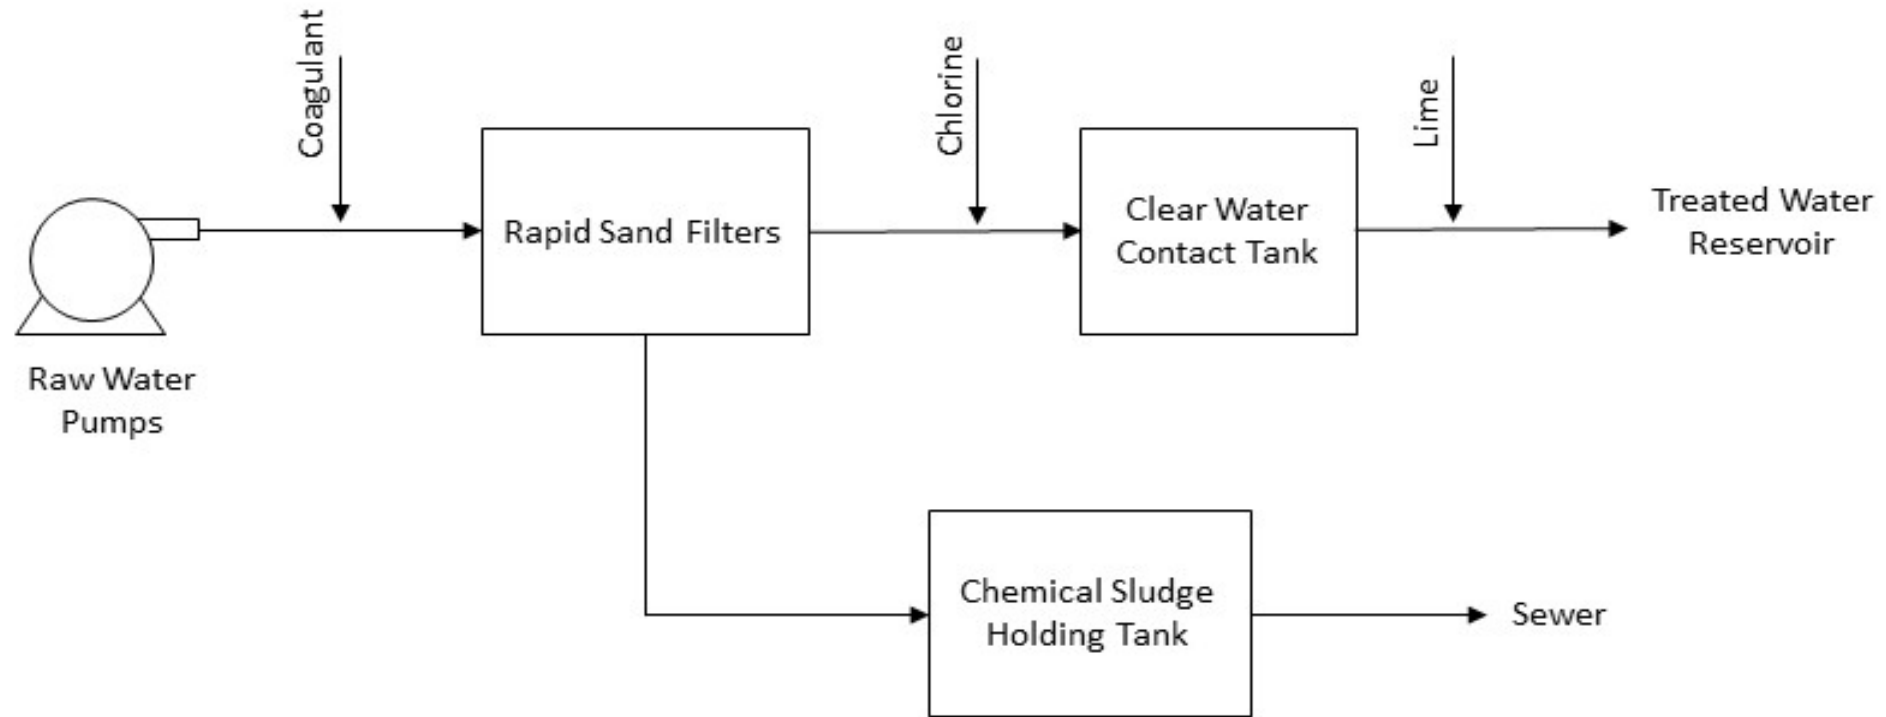 Coagulant
Chlorine
Lime
Rapid Sand Filters
Clear Water
Contact Tank
Treated Water
Reservoir
Raw Water
Pumps
Chemical Sludge
Holding Tank
Sewer